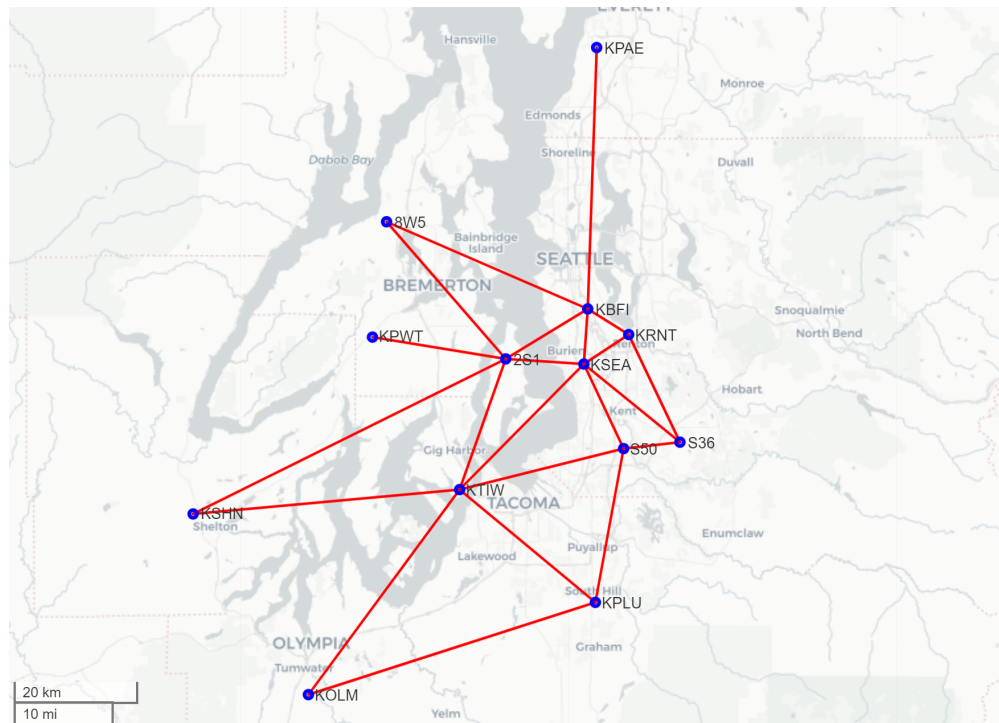 EVERETT
Hansville
KPAE
Monroe
Edmonds
Shoreline
Dabob Bay
Duvall
8W5
Bainbridge
Island
SEATTLE
BREMERTON
KBFI
Snoqualmie
North Bend
KPWT
KRNT
Renton
Burien
2S1
KSEA
Hobart
Kent
Gig Harbor
S36
S50
KTIW
TACOMA
KSHN
Shelton
Enumclaw
Lakewood
Puyallup
South Hill
KPLU
OLYMPIA
Graham
Tumwater
KOLM
20 km
10 mi
Yelm